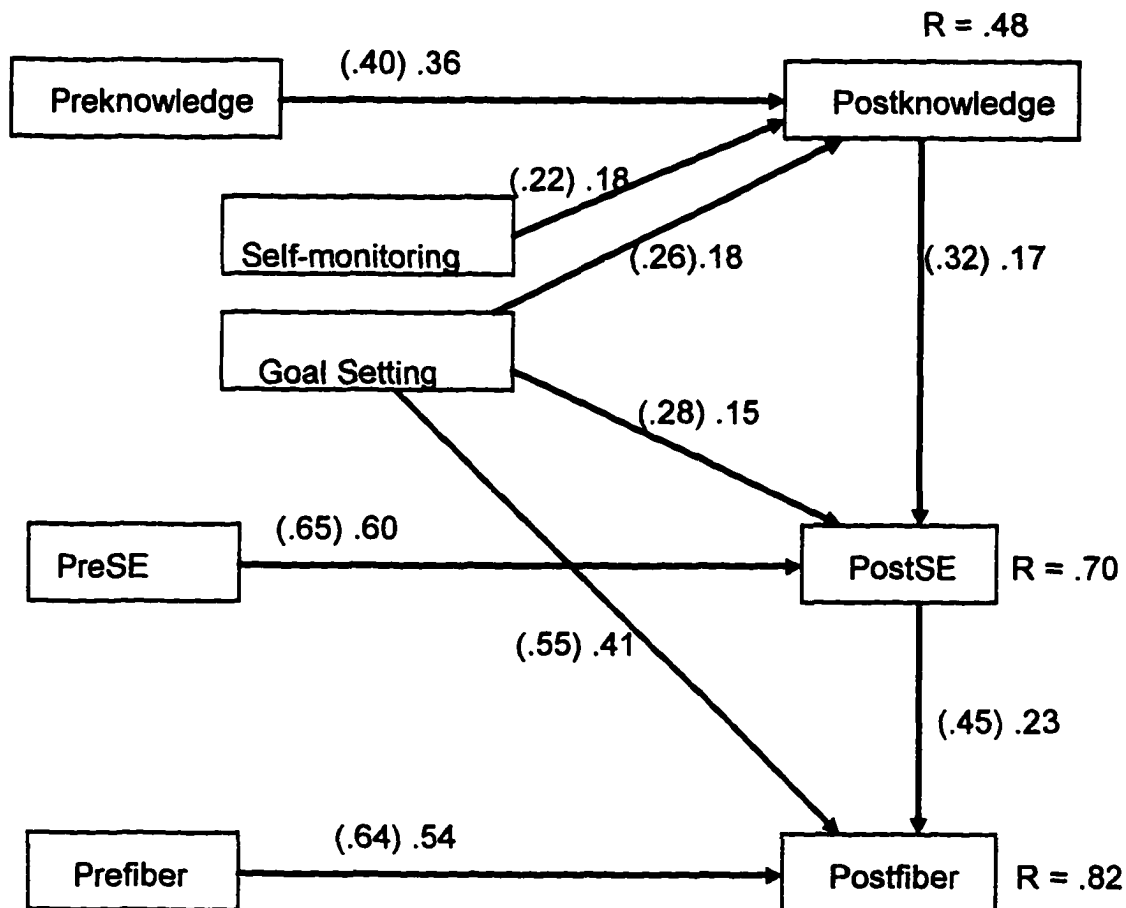 R = .48
(.40) .36
Preknowledge
Postknowledge
(.22) .18
Self-monitoring
(.26).18
(.32) .17
Goal Setting
(.28) .15
(.65) .60
PreSE
PostSE
R = .70
(.55) .41
(.45) .23
(.64) .54
Prefiber
Postfiber
R = .82